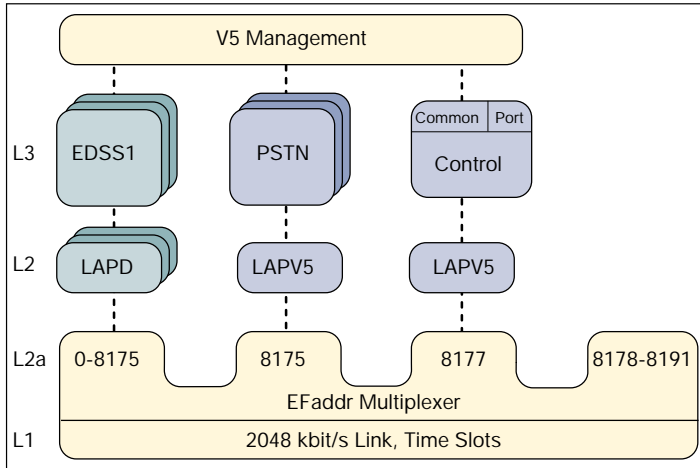 V5 Management
L3
EDSS1
PSTN
Common
Port
Control
L2
LAPD
LAPV5
LAPV5
L2a
0-8175
8175
8177
8178-8191
EFaddr Multiplexer
L1
2048 kbit/s Link, Time Slots